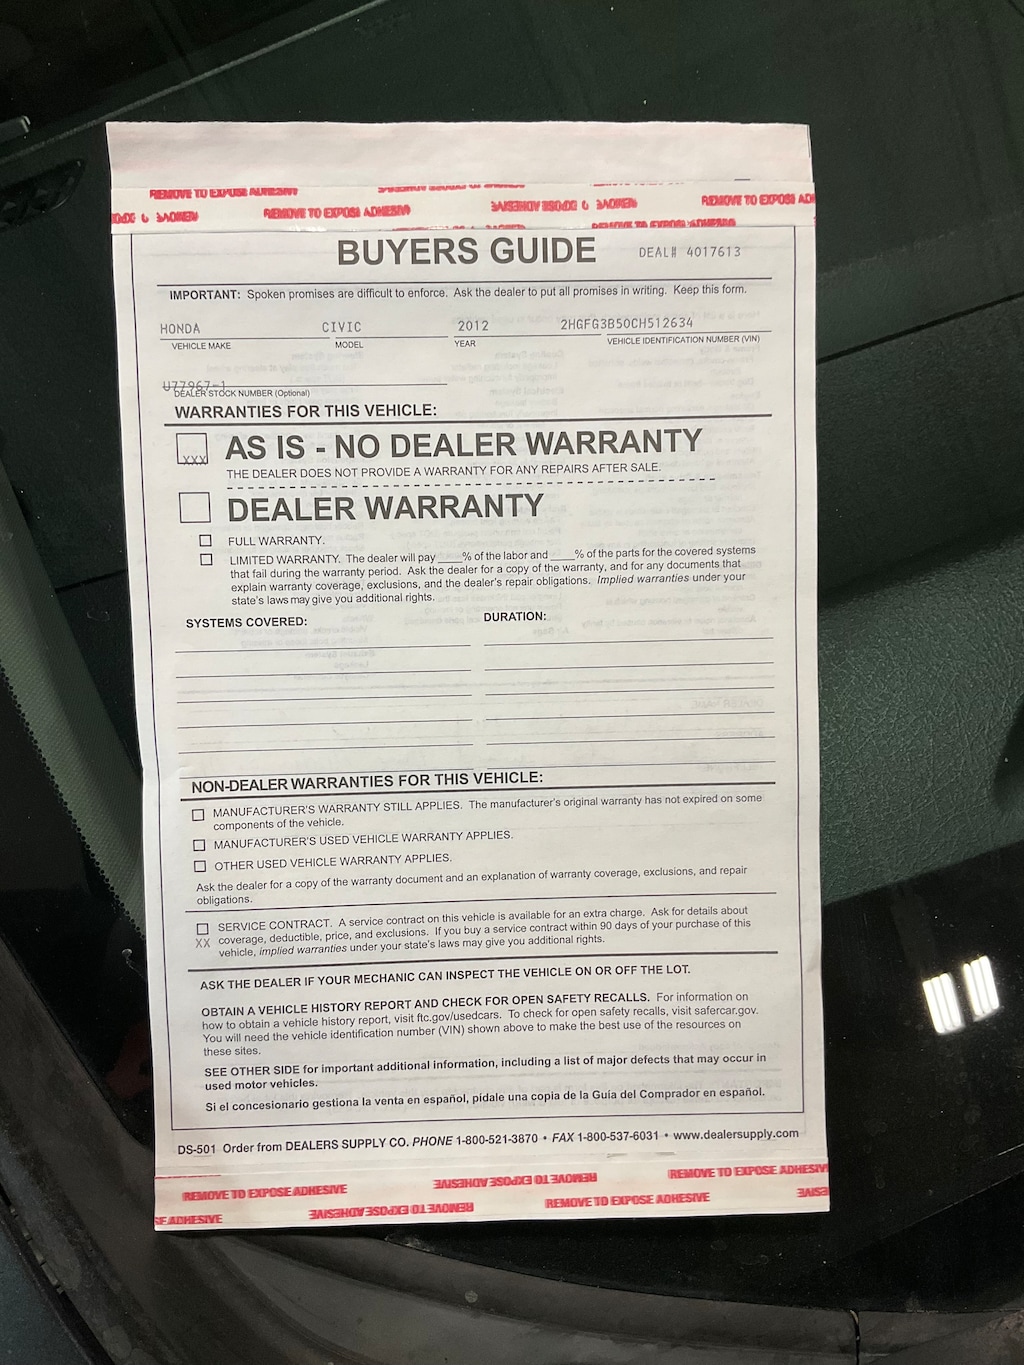 REMOVE TO EXPOSE ADHESIVE
REMOVE TO EXPOSE ADHESIVE
REMOVE TO EXPOSE AD
BUYERS GUIDE
DEAL# 4017613
IMPORTANT: Spoken promises are difficult to enforce. Ask the dealer to put all promises in writing. Keep this form.
HONDA CIVIC 2012 2HGFG3B50CH512634
VEHICLE MAKE MODEL YEAR VEHICLE IDENTIFICATION NUMBER (VIN)
U77967-1
DEALER STOCK NUMBER (Optional)
WARRANTIES FOR THIS VEHICLE:
XXX AS IS - NO DEALER WARRANTY
THE DEALER DOES NOT PROVIDE A WARRANTY FOR ANY REPAIRS AFTER SALE.
DEALER WARRANTY
FULL WARRANTY.
LIMITED WARRANTY. The dealer will pay ____% of the labor and ____% of the parts for the covered systems
that fail during the warranty period. Ask the dealer for a copy of the warranty, and for any documents that
explain warranty coverage, exclusions, and the dealer's repair obligations. Implied warranties under your
state's laws may give you additional rights.
SYSTEMS COVERED: DURATION:
NON-DEALER WARRANTIES FOR THIS VEHICLE:
MANUFACTURER'S WARRANTY STILL APPLIES. The manufacturer's original warranty has not expired on some
components of the vehicle.
MANUFACTURER'S USED VEHICLE WARRANTY APPLIES.
OTHER USED VEHICLE WARRANTY APPLIES.
Ask the dealer for a copy of the warranty document and an explanation of warranty coverage, exclusions, and repair
obligations.
SERVICE CONTRACT. A service contract on this vehicle is available for an extra charge. Ask for details about
XX coverage, deductible, price, and exclusions. If you buy a service contract within 90 days of your purchase of this
vehicle, implied warranties under your state's laws may give you additional rights.
ASK THE DEALER IF YOUR MECHANIC CAN INSPECT THE VEHICLE ON OR OFF THE LOT.
OBTAIN A VEHICLE HISTORY REPORT AND CHECK FOR OPEN SAFETY RECALLS. For information on
how to obtain a vehicle history report, visit ftc.gov/usedcars. To check for open safety recalls, visit safercar.gov.
You will need the vehicle identification number (VIN) shown above to make the best use of the resources on
these sites.
SEE OTHER SIDE for important additional information, including a list of major defects that may occur in
used motor vehicles.
Si el concesionario gestiona la venta en español, pídale una copia de la Guía del Comprador en español.
DS-501 Order from DEALERS SUPPLY CO. PHONE 1-800-521-3870 • FAX 1-800-537-6031 • www.dealersupply.com
REMOVE TO EXPOSE ADHESIVE
REMOVE TO EXPOSE ADHESIVE
REMOVE TO EXPOSE ADHESIV
SE ADHESIVE
REMOVE TO EXPOSE ADHESIVE
REMOVE TO EXPOSE ADHESIVE